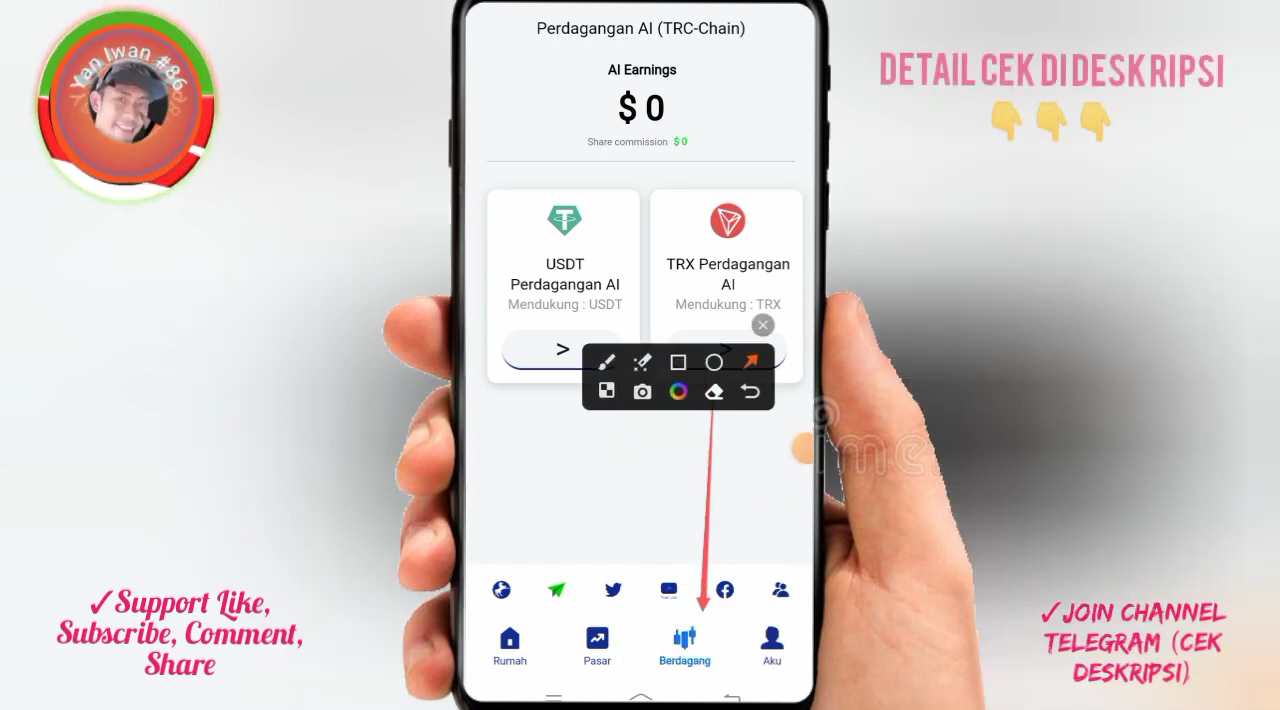 Yan Iwan #86
DETAIL CEK DI DESKRIPSI
Perdagangan AI (TRC-Chain)
AI Earnings
$ 0
Share commission $ 0
USDT
Perdagangan AI
Mendukung : USDT
>
TRX Perdagangan
AI
Mendukung : TRX
>
Rumah
Pasar
Berdagang
Aku
✓Support Like,
Subscribe, Comment,
Share
✓JOIN CHANNEL
TELEGRAM (CEK
DESKRIPSI)